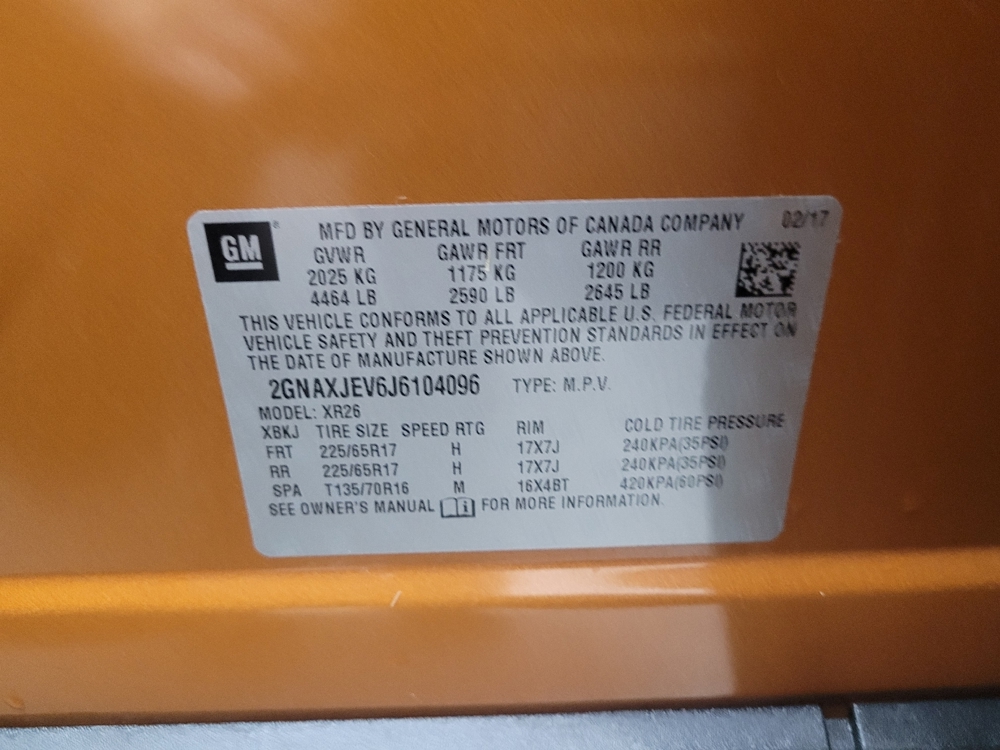 GM® MFD BY GENERAL MOTORS OF CANADA COMPANY 02/17
GVWR GAWR FRT GAWR RR
2025 KG 1175 KG 1200 KG
4464 LB 2590 LB 2645 LB
THIS VEHICLE CONFORMS TO ALL APPLICABLE U.S. FEDERAL MOTOR
VEHICLE SAFETY AND THEFT PREVENTION STANDARDS IN EFFECT ON
THE DATE OF MANUFACTURE SHOWN ABOVE.
2GNAXJEV6J6104096 TYPE: M.P.V.
MODEL: XR26
XBKJ TIRE SIZE SPEED RTG RIM COLD TIRE PRESSURE
FRT 225/65R17 H 17X7J 240KPA(35PSI)
RR 225/65R17 H 17X7J 240KPA(35PSI)
SPA T135/70R16 M 16X4BT 420KPA(60PSI)
SEE OWNER'S MANUAL i FOR MORE INFORMATION.